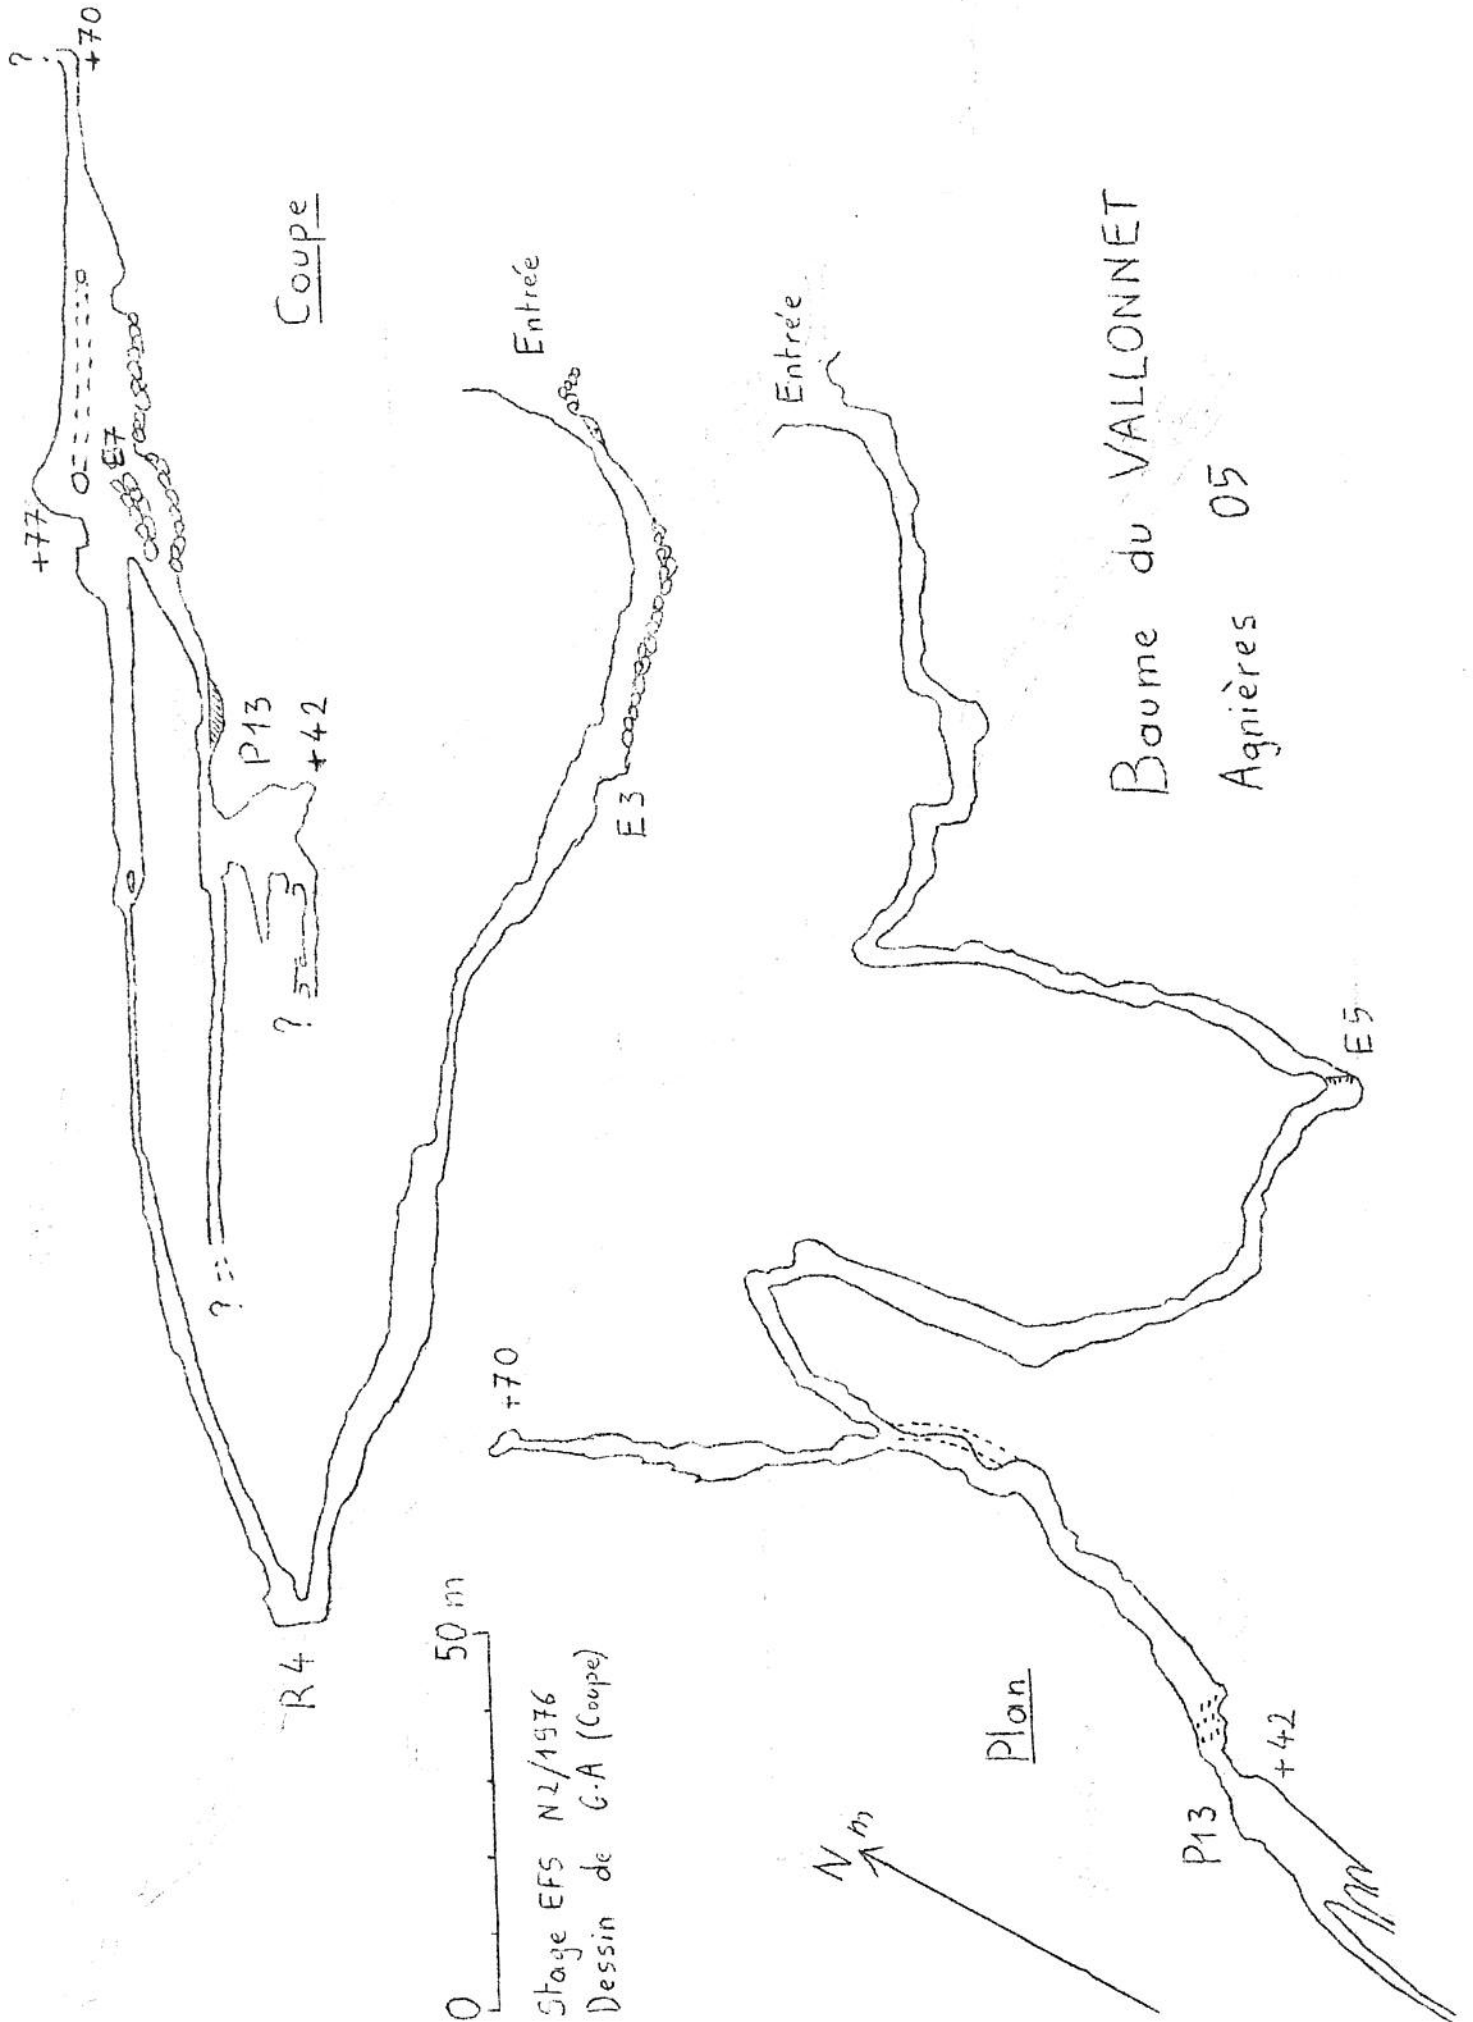 ?
+70
+77
E7
Coupe
P13
+42
?
?
R4
E3
Entrée
0 50 m
Stage EFS N2/1976
Dessin de G.A (Coupe)
Entrée
+70
E5
Plan
N m
P13
+42
Baume du VALLONNET
Agnières 05